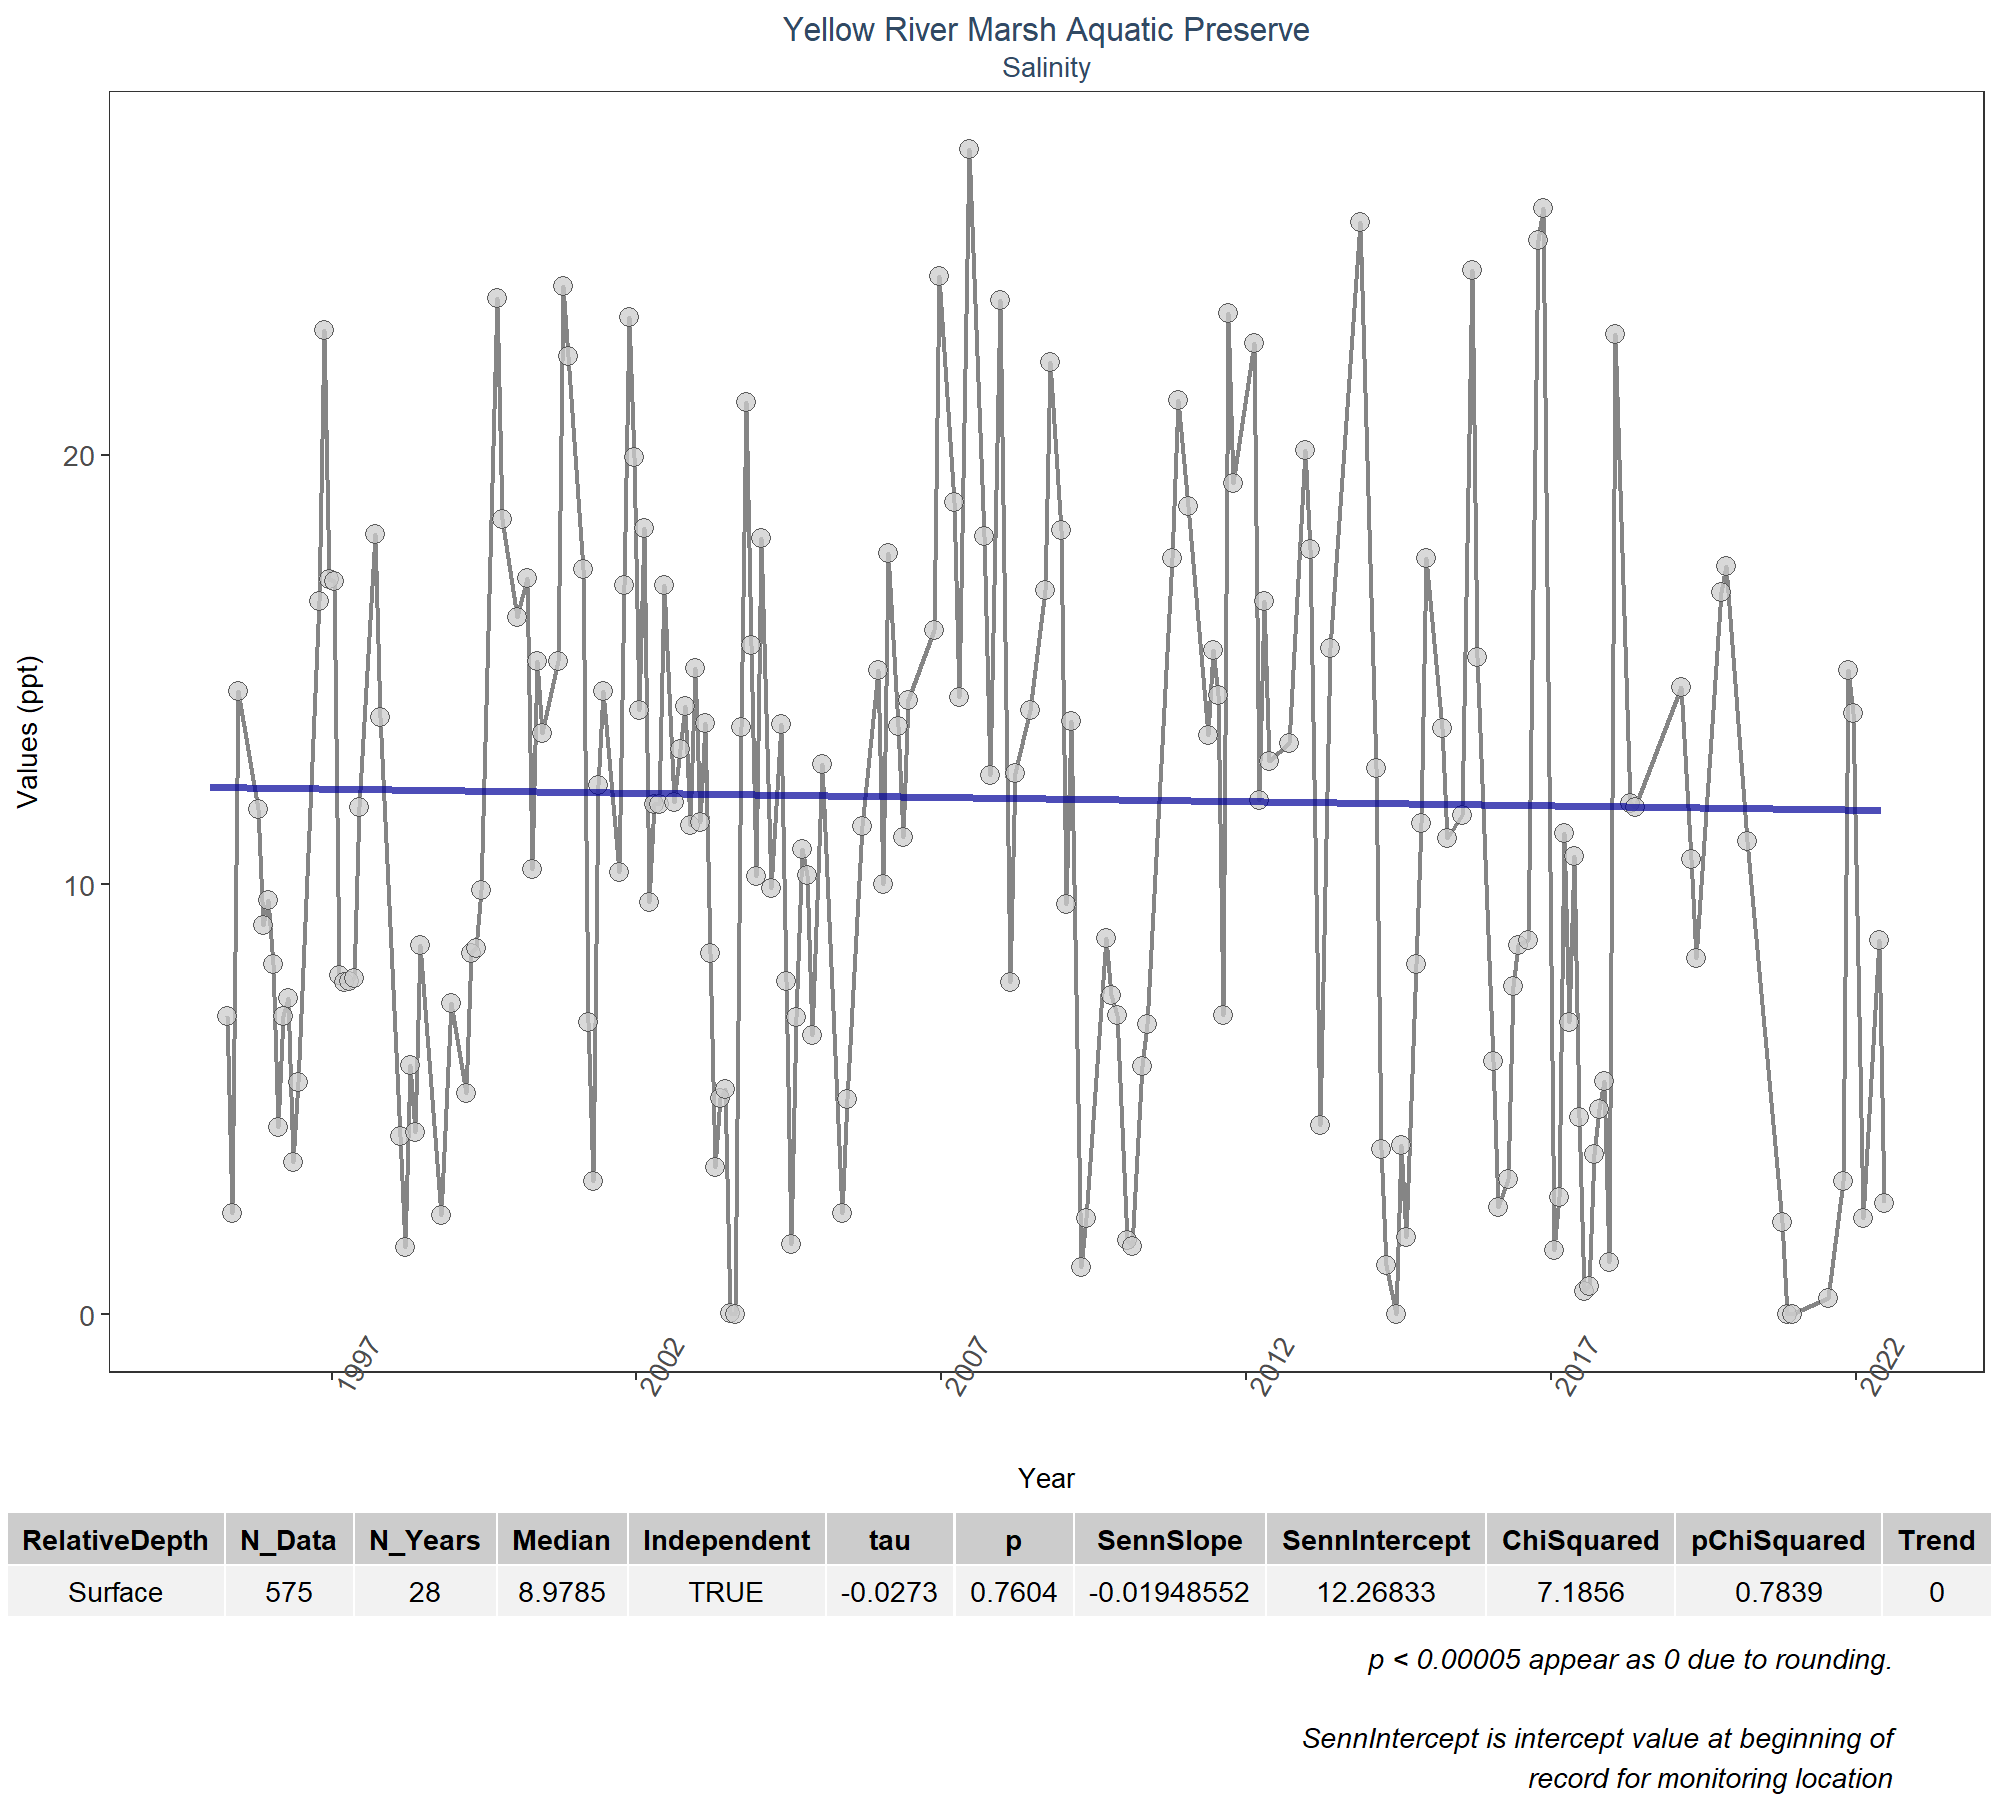 Yellow River Marsh Aquatic Preserve
Salinity
Values (ppt)
20
10
0
1997 2002 2007 2012 2017 2022
Year
RelativeDepth N_Data N_Years Median Independent tau p SennSlope SennIntercept ChiSquared pChiSquared Trend
Surface 575 28 8.9785 TRUE -0.0273 0.7604 -0.01948552 12.26833 7.1856 0.7839 0
p < 0.00005 appear as 0 due to rounding.
SennIntercept is intercept value at beginning of
record for monitoring location